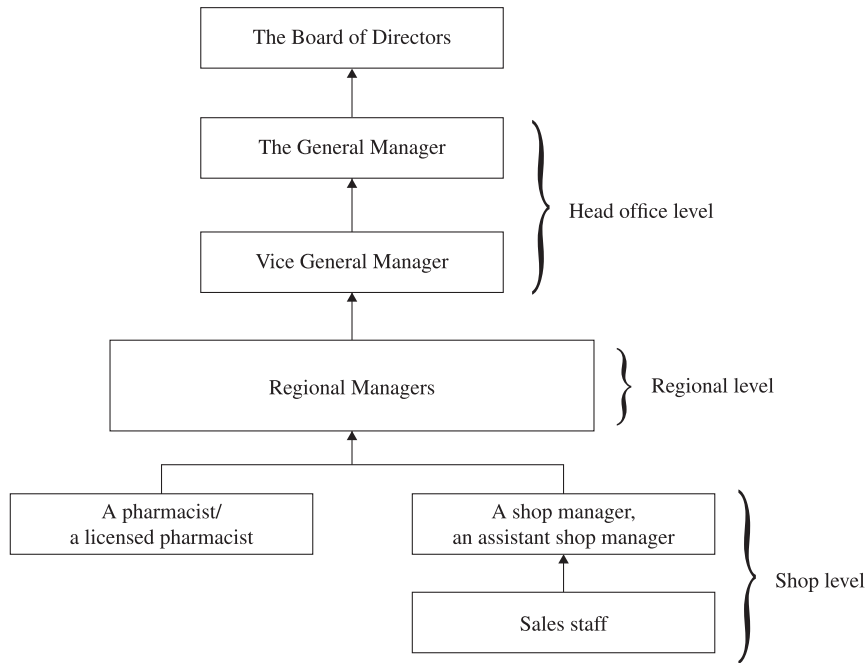 The Board of Directors
The General Manager
Head office level
Vice General Manager
Regional Managers
Regional level
A pharmacist/
a licensed pharmacist
A shop manager,
an assistant shop manager
Shop level
Sales staff